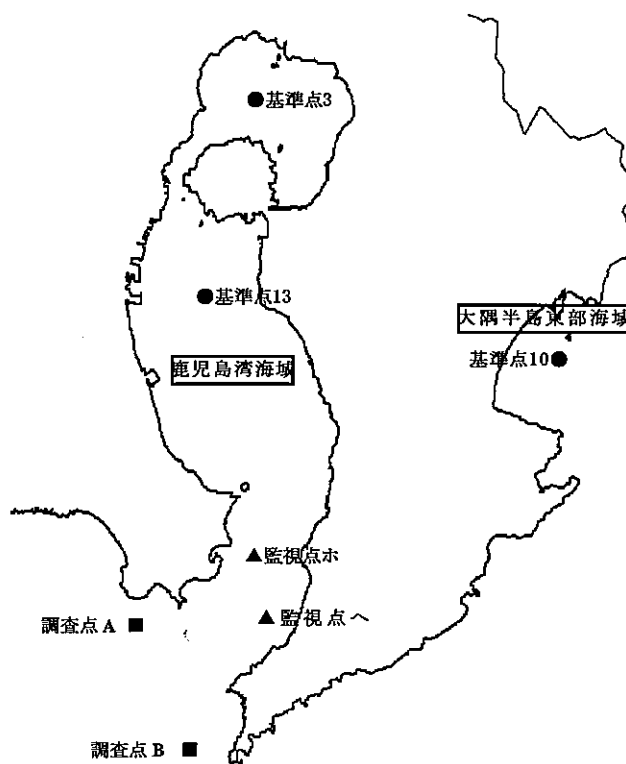 ●基準点3
●基準点13
大隅半島東部海域
基準点10●
鹿児島湾海域
▲監視点ホ
調査点A ■
▲監視点ヘ
調査点B ■